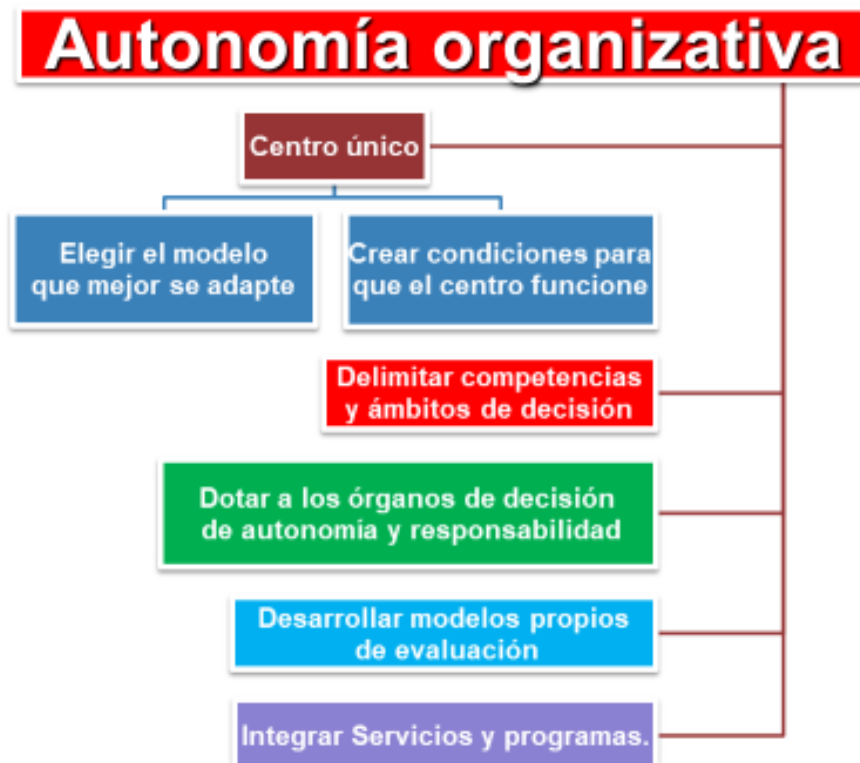 Autonomía organizativa
Centro único
Elegir el modelo
que mejor se adapte
Crear condiciones para
que el centro funcione
Delimitar competencias
y ámbitos de decisión
Dotar a los órganos de decisión
de autonomía y responsabilidad
Desarrollar modelos propios
de evaluación
Integrar Servicios y programas.